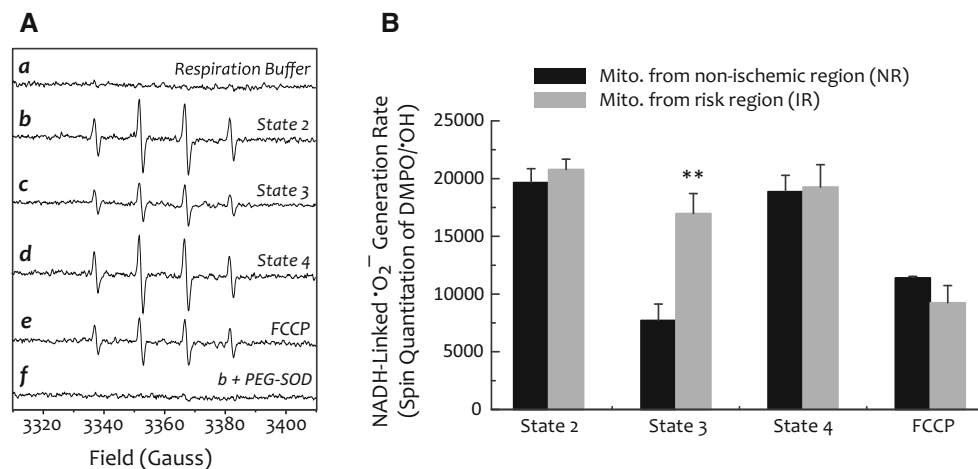 A
a
Respiration Buffer
b
State 2
c
State 3
d
State 4
e
FCCP
f
b + PEG-SOD
3320 3340 3360 3380 3400
Field (Gauss)
B
Mito. from non-ischemic region (NR)
Mito. from risk region (IR)
NADH-Linked •O₂⁻ Generation Rate
(Spin Quantitation of DMPO/•OH)
25000
20000
15000
10000
5000
0
**
State 2 State 3 State 4 FCCP